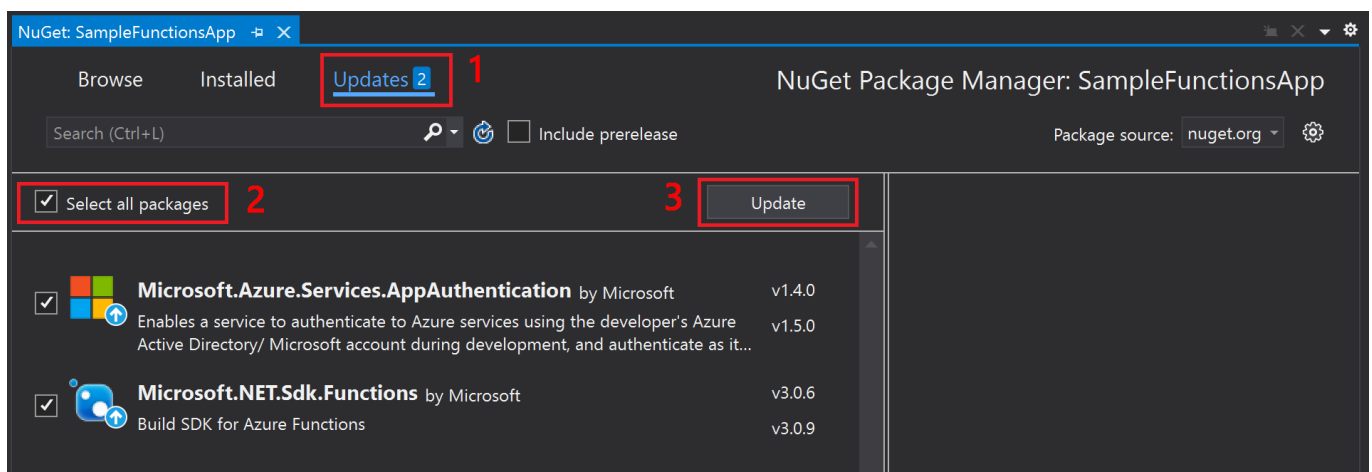 NuGet: SampleFunctionsApp
Browse Installed Updates 2 1 NuGet Package Manager: SampleFunctionsApp
Search (Ctrl+L) Include prerelease Package source: nuget.org
Select all packages 2 3 Update
Microsoft.Azure.Services.AppAuthentication by Microsoft v1.4.0
Enables a service to authenticate to Azure services using the developer's Azure v1.5.0
Active Directory/ Microsoft account during development, and authenticate as it...
Microsoft.NET.Sdk.Functions by Microsoft v3.0.6
Build SDK for Azure Functions v3.0.9